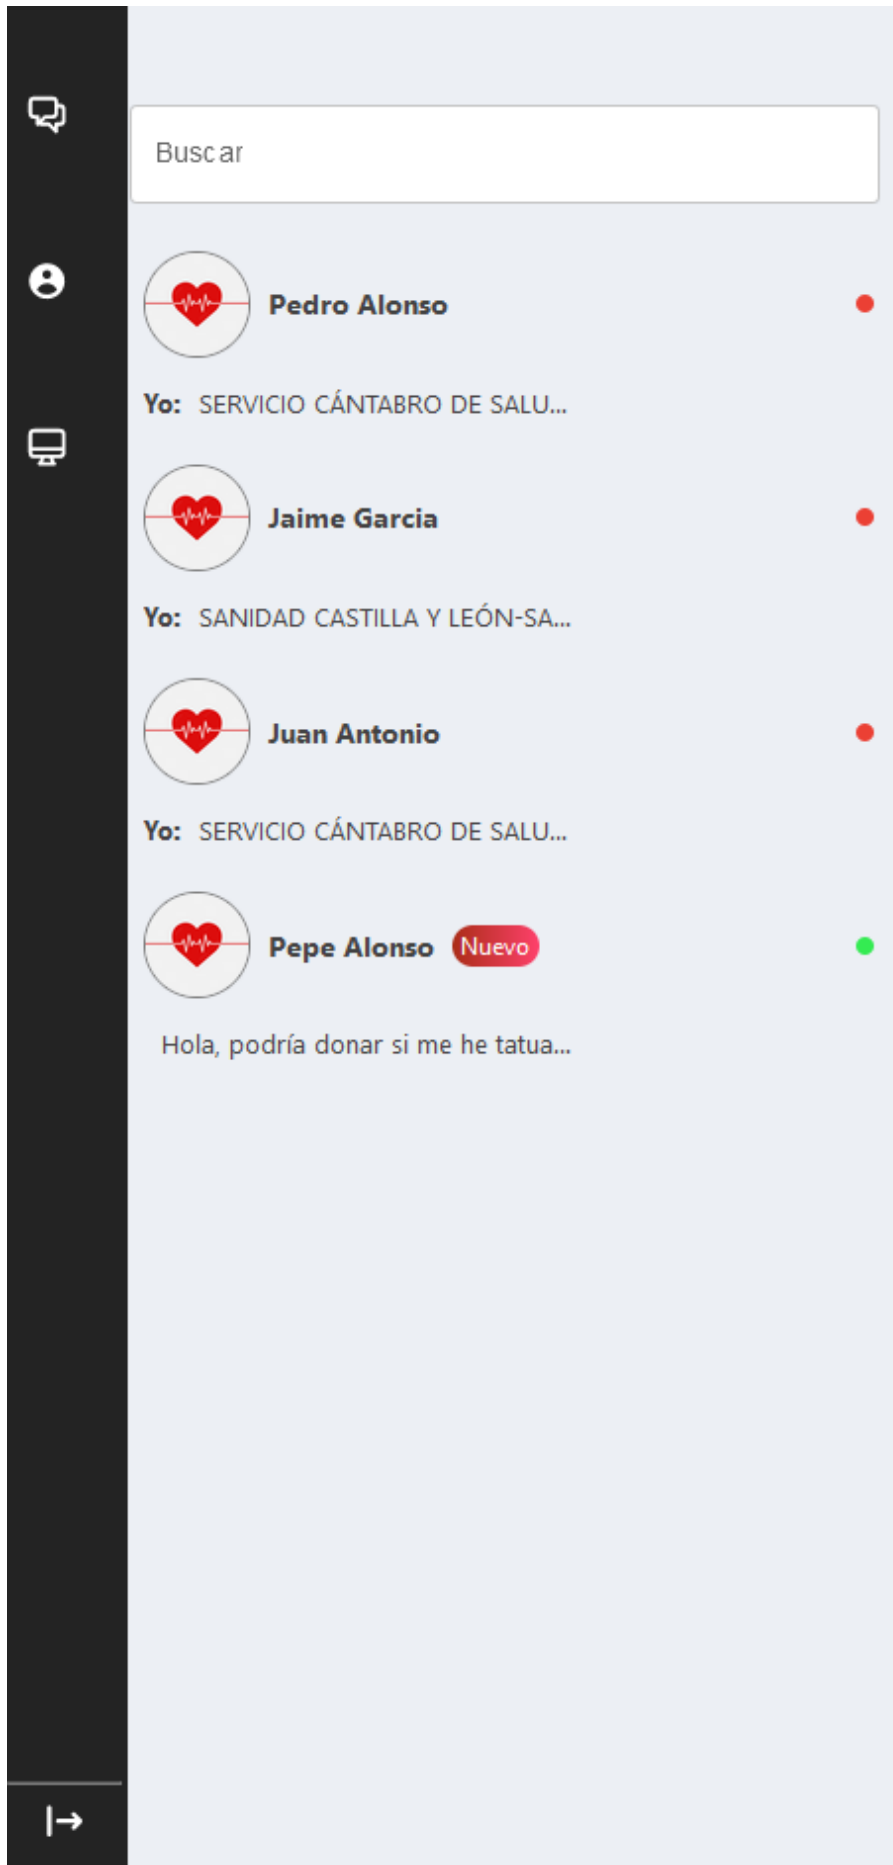 Buscar
Pedro Alonso
Yo: SERVICIO CÁNTABRO DE SALU...
Jaime Garcia
Yo: SANIDAD CASTILLA Y LEÓN-SA...
Juan Antonio
Yo: SERVICIO CÁNTABRO DE SALU...
Pepe Alonso Nuevo
Hola, podría donar si me he tatua...